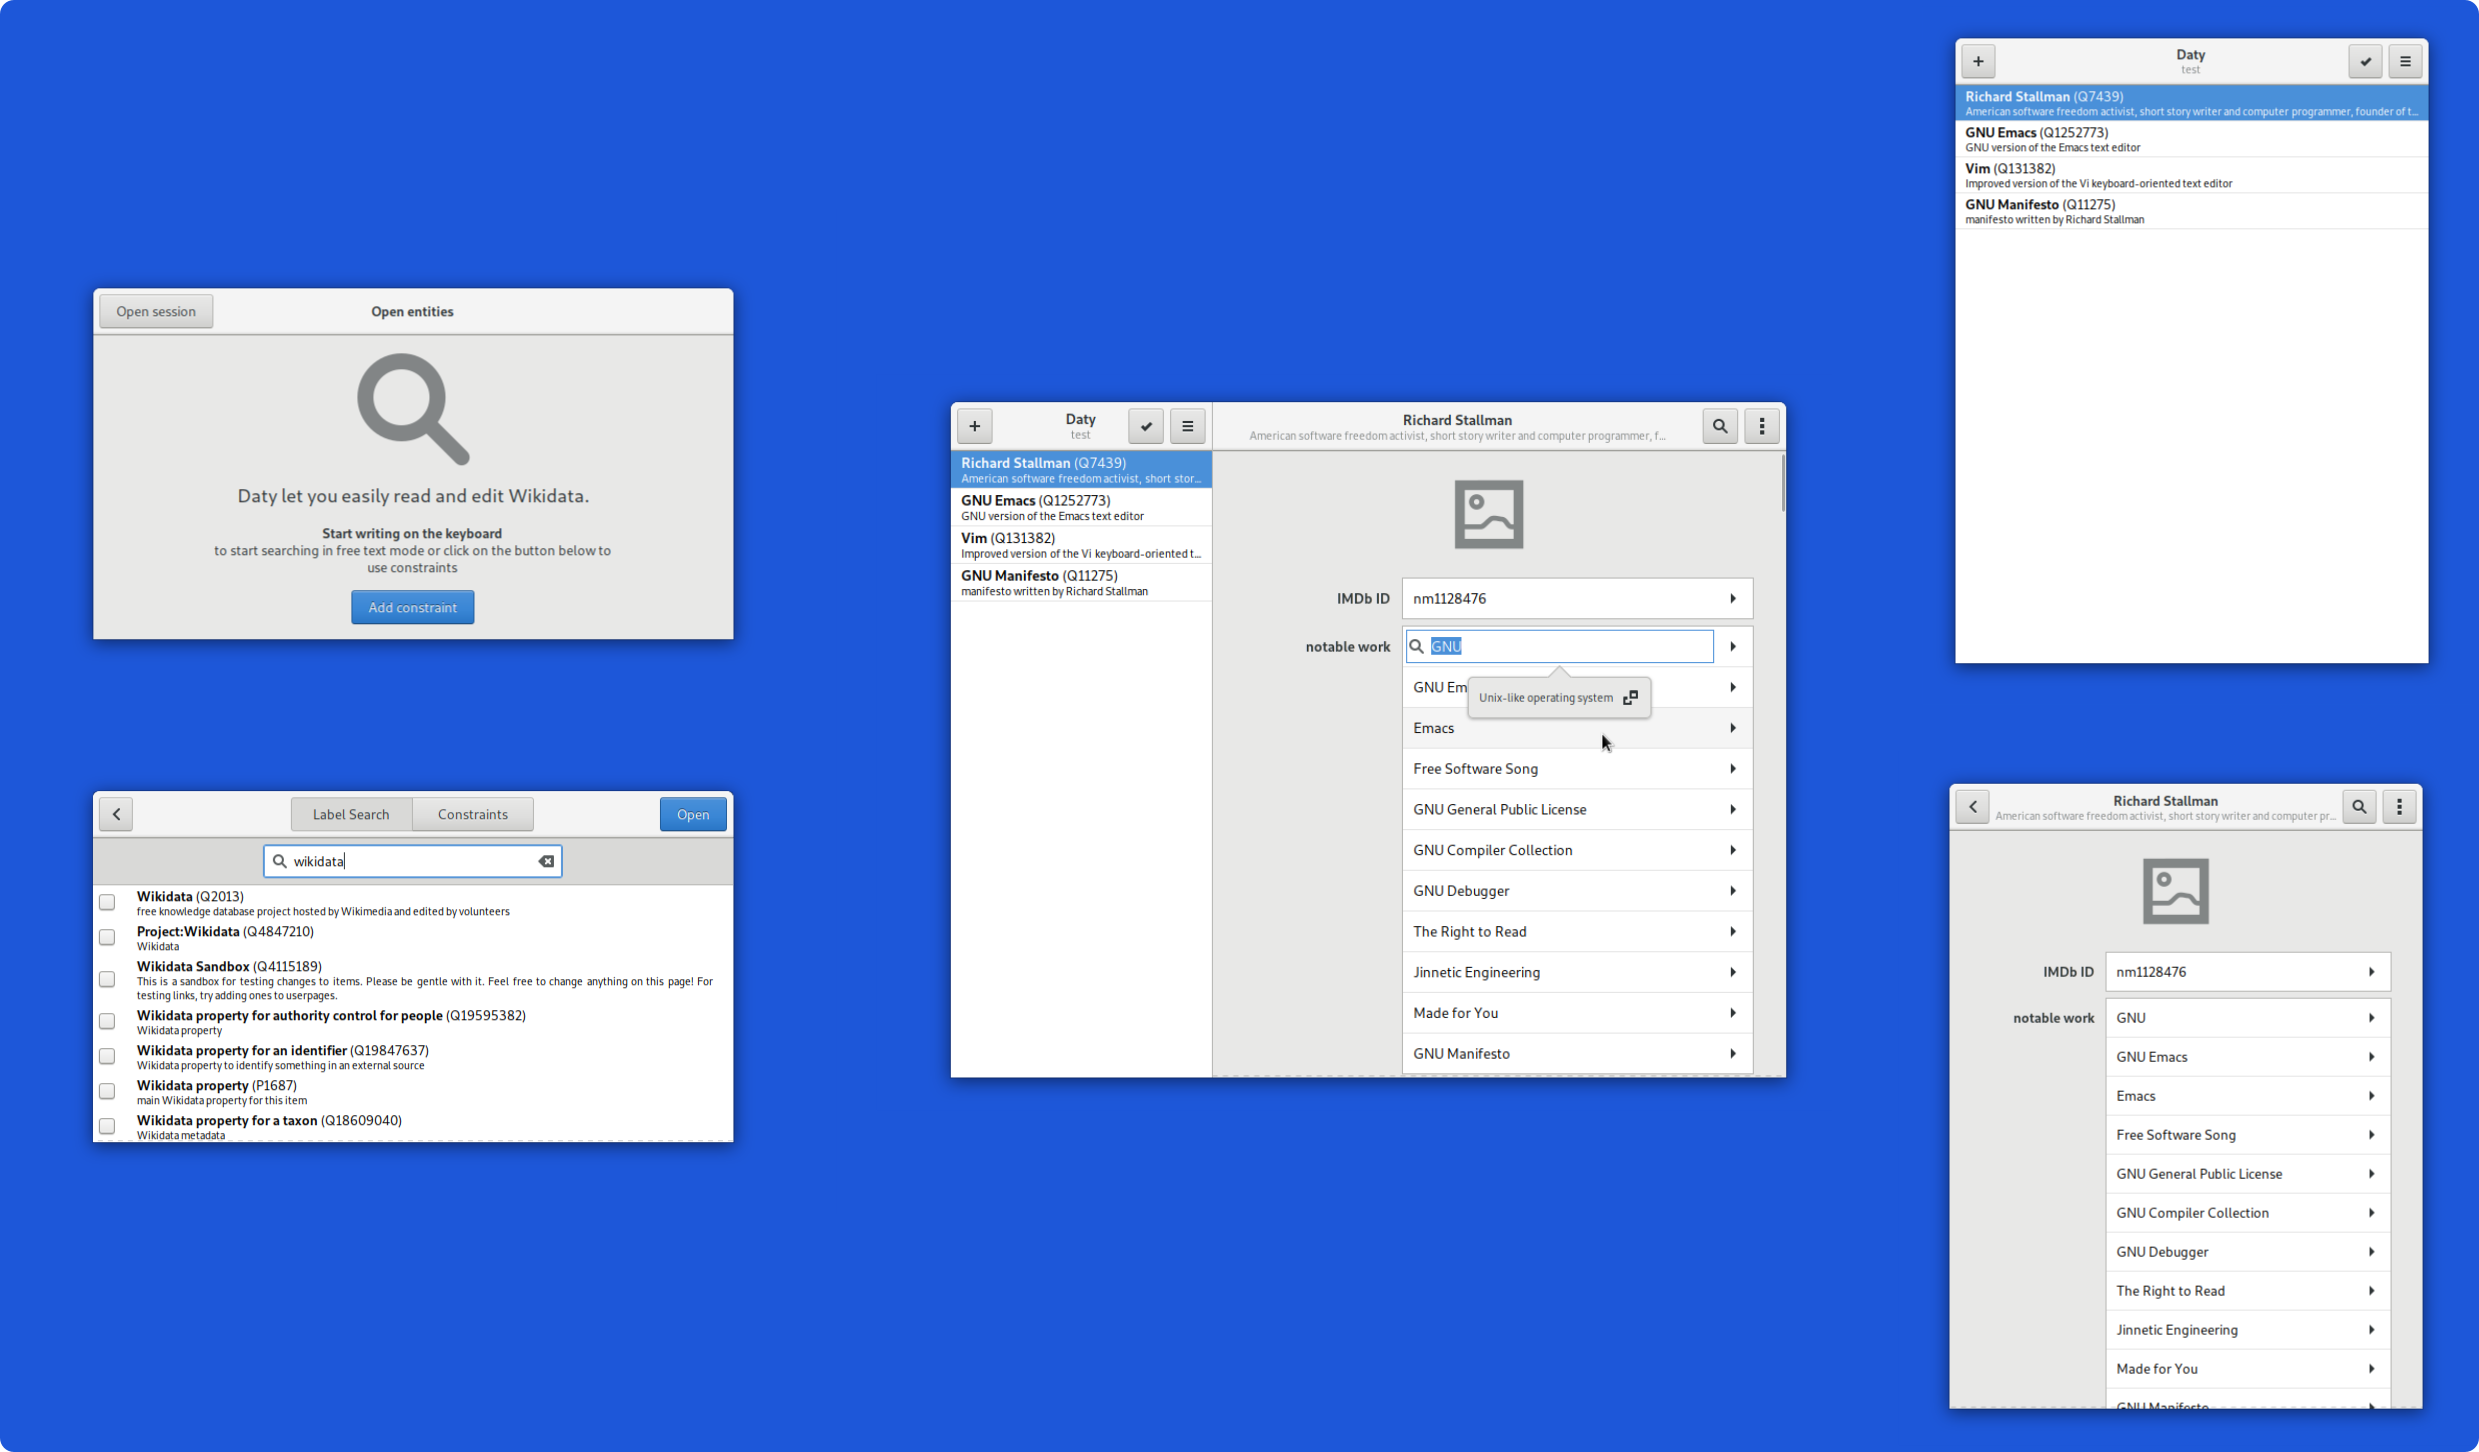 Open session
Open entities
Daty let you easily read and edit Wikidata.
Start writing on the keyboard
to start searching in free text mode or click on the button below to
use constraints
Add constraint
Label Search
Constraints
Open
wikidata
Wikidata (Q2013)
free knowledge database project hosted by Wikimedia and edited by volunteers
Project:Wikidata (Q4847210)
Wikidata
Wikidata Sandbox (Q4115189)
This is a sandbox for testing changes to items. Please be gentle with it. Feel free to change anything on this page! For
testing links, try adding ones to userpages.
Wikidata property for authority control for people (Q19595382)
Wikidata property
Wikidata property for an identifier (Q19847637)
Wikidata property to identify something in an external source
Wikidata property (P1687)
main Wikidata property for this item
Wikidata property for a taxon (Q18609040)
Wikidata metadata
Daty
test
Richard Stallman (Q7439)
American software freedom activist, short stor...
GNU Emacs (Q1252773)
GNU version of the Emacs text editor
Vim (Q131382)
Improved version of the Vi keyboard-oriented t...
GNU Manifesto (Q11275)
manifesto written by Richard Stallman
Richard Stallman
American software freedom activist, short story writer and computer programmer, f...
IMDb ID
nm1128476
notable work
GNU
GNU Em
Unix-like operating system
Emacs
Free Software Song
GNU General Public License
GNU Compiler Collection
GNU Debugger
The Right to Read
Jinnetic Engineering
Made for You
GNU Manifesto
Daty
test
Richard Stallman (Q7439)
American software freedom activist, short story writer and computer programmer, founder of t...
GNU Emacs (Q1252773)
GNU version of the Emacs text editor
Vim (Q131382)
Improved version of the Vi keyboard-oriented text editor
GNU Manifesto (Q11275)
manifesto written by Richard Stallman
Richard Stallman
American software freedom activist, short story writer and computer pr...
IMDb ID
nm1128476
notable work
GNU
GNU Emacs
Emacs
Free Software Song
GNU General Public License
GNU Compiler Collection
GNU Debugger
The Right to Read
Jinnetic Engineering
Made for You
GNU Manifesto